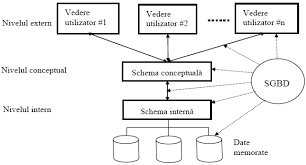 Nivelul extern
Vedere
utilizator #1
Vedere
utilizator #2
Vedere
utilizator #n
Nivelul conceptual
Schema conceptuală
SGBD
Nivelul intern
Schema internă
Date
memorate